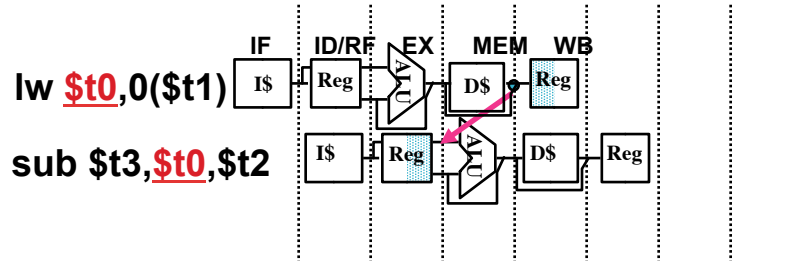 IF ID/RF EX MEM WB
lw $t0,0($t1) I$ Reg ALU D$ Reg
sub $t3,$t0,$t2 I$ Reg ALU D$ Reg